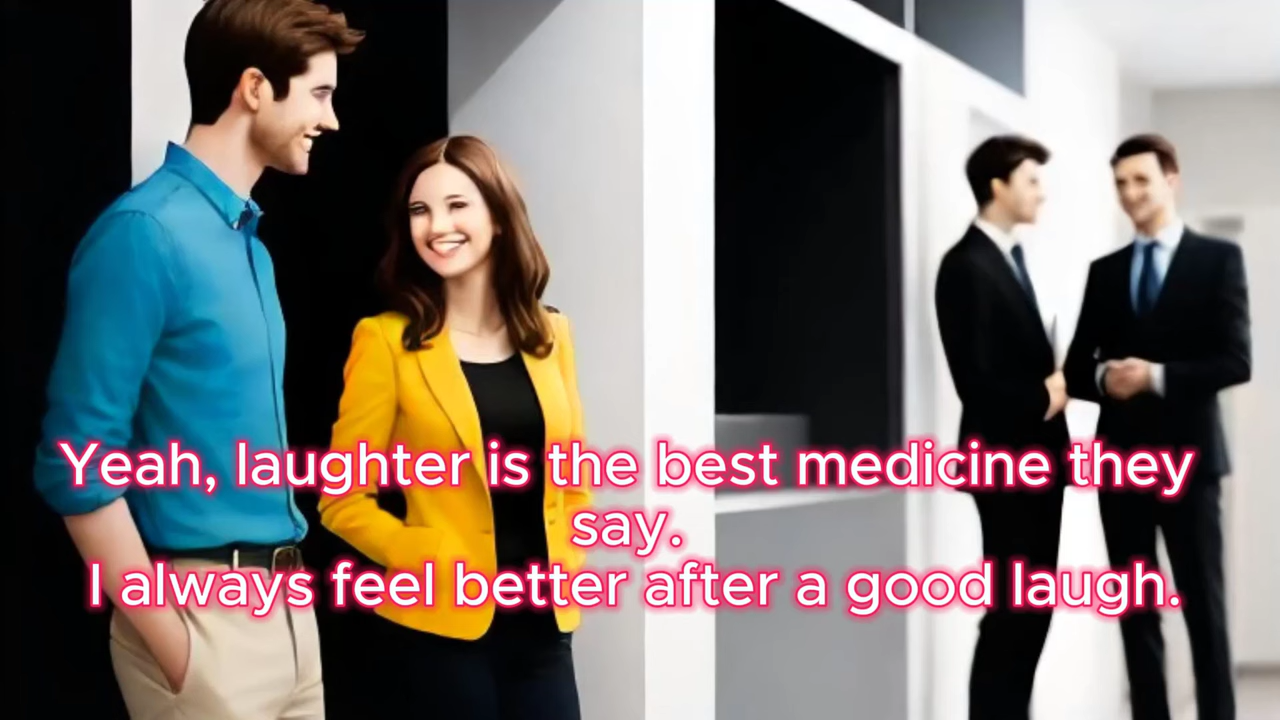 Yeah, laughter is the best medicine they
say.
I always feel better after a good laugh.